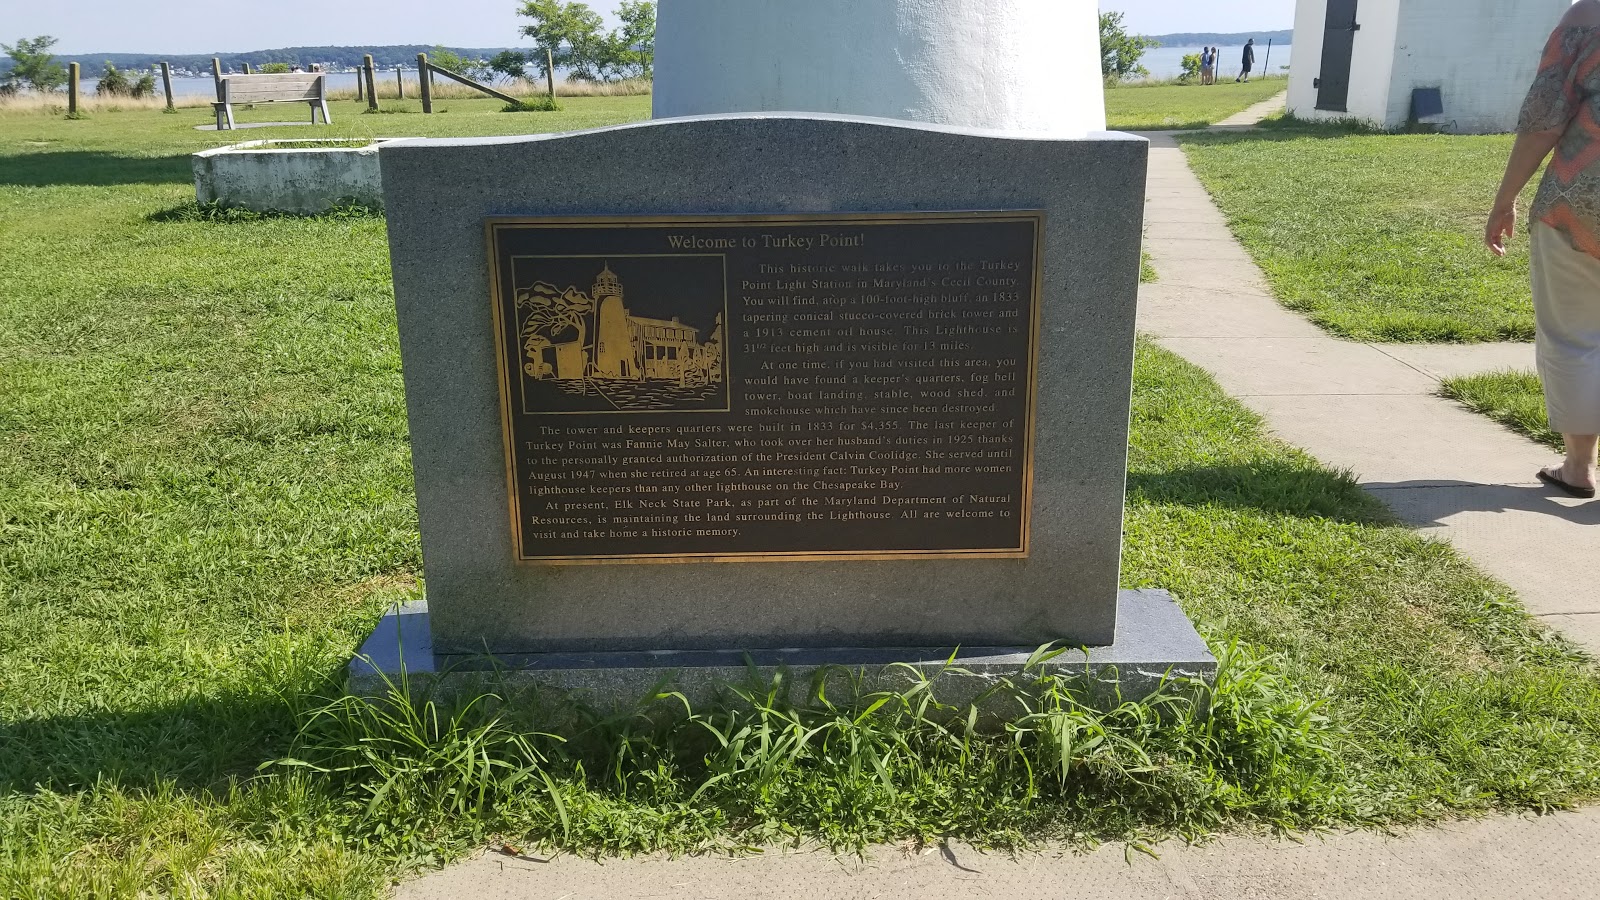 Welcome to Turkey Point!
This historic walk takes you to the Turkey
Point Light Station in Maryland's Cecil County.
You will find, atop a 100-foot-high bluff, an 1833
tapering conical stucco-covered brick tower and
a 1913 cement oil house. This Lighthouse is
311/2 feet high and is visible for 13 miles.
At one time, if you had visited this area, you
would have found a keeper's quarters, fog bell
tower, boat landing, stable, wood shed, and
smokehouse which have since been destroyed
The tower and keepers quarters were built in 1833 for $4,355. The last keeper of
Turkey Point was Fannie May Salter, who took over her husband's duties in 1925 thanks
to the personally granted authorization of the President Calvin Coolidge. She served until
August 1947 when she retired at age 65. An interesting fact: Turkey Point had more women
lighthouse keepers than any other lighthouse on the Chesapeake Bay.
At present, Elk Neck State Park, as part of the Maryland Department of Natural
Resources, is maintaining the land surrounding the Lighthouse. All are welcome to
visit and take home a historic memory.